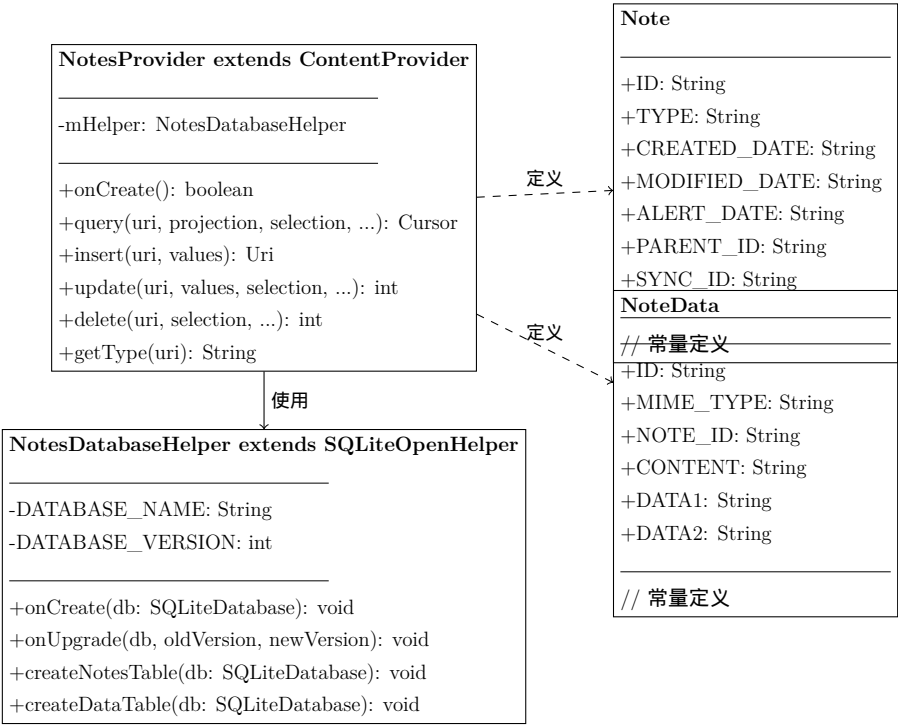 NotesProvider extends ContentProvider
-mHelper: NotesDatabaseHelper
+onCreate(): boolean
+query(uri, projection, selection, ...): Cursor
+insert(uri, values): Uri
+update(uri, values, selection, ...): int
+delete(uri, selection, ...): int
+getType(uri): String
使用
NotesDatabaseHelper extends SQLiteOpenHelper
-DATABASE_NAME: String
-DATABASE_VERSION: int
+onCreate(db: SQLiteDatabase): void
+onUpgrade(db, oldVersion, newVersion): void
+createNotesTable(db: SQLiteDatabase): void
+createDataTable(db: SQLiteDatabase): void
定义
定义
Note
+ID: String
+TYPE: String
+CREATED_DATE: String
+MODIFIED_DATE: String
+ALERT_DATE: String
+PARENT_ID: String
+SYNC_ID: String
// 常量定义
NoteData
+ID: String
+MIME_TYPE: String
+NOTE_ID: String
+CONTENT: String
+DATA1: String
+DATA2: String
// 常量定义